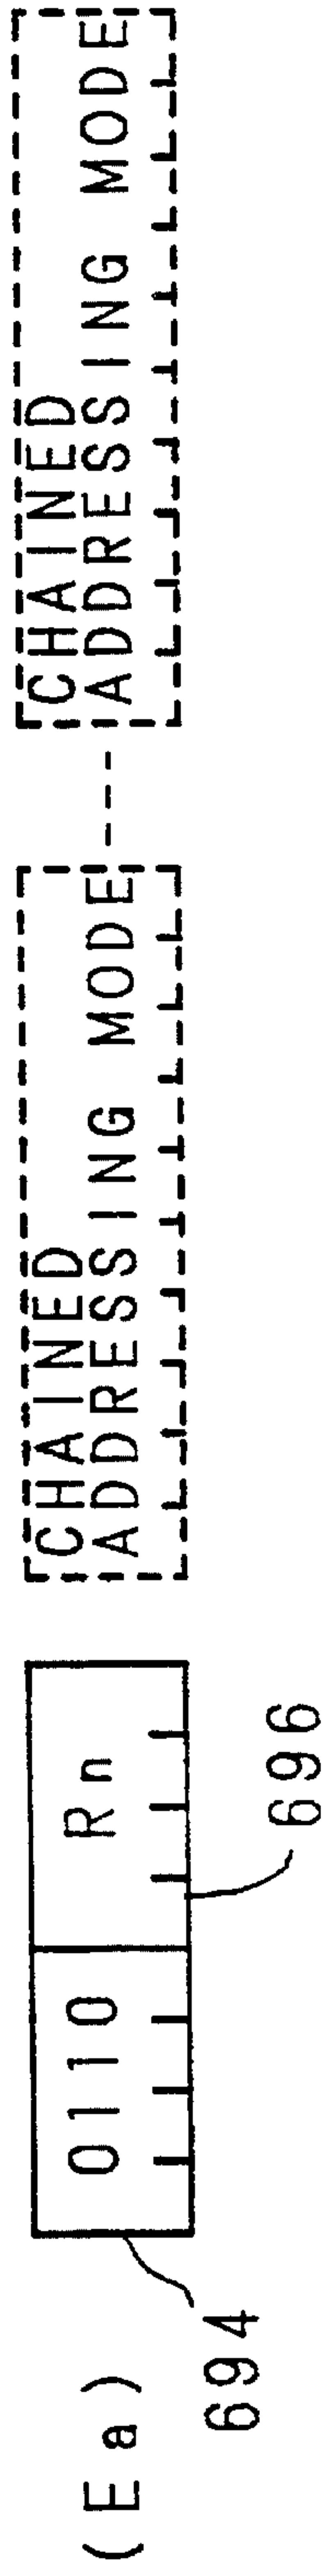 (Ea)
0110 Rn
694
696
CHAINED
ADDRESSING MODE
CHAINED
ADDRESSING MODE